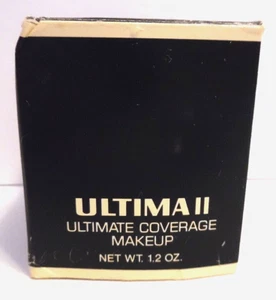 ULTIMA II
ULTIMATE COVERAGE
MAKEUP
NET WT. 1.2 OZ.